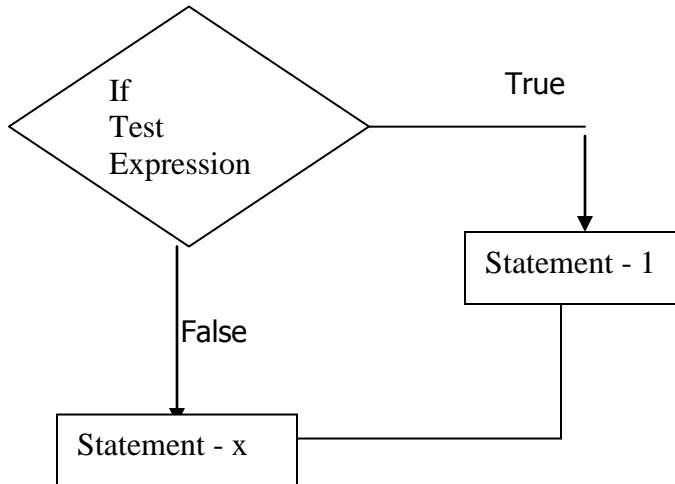 If
Test
Expression
True
Statement - 1
False
Statement - x